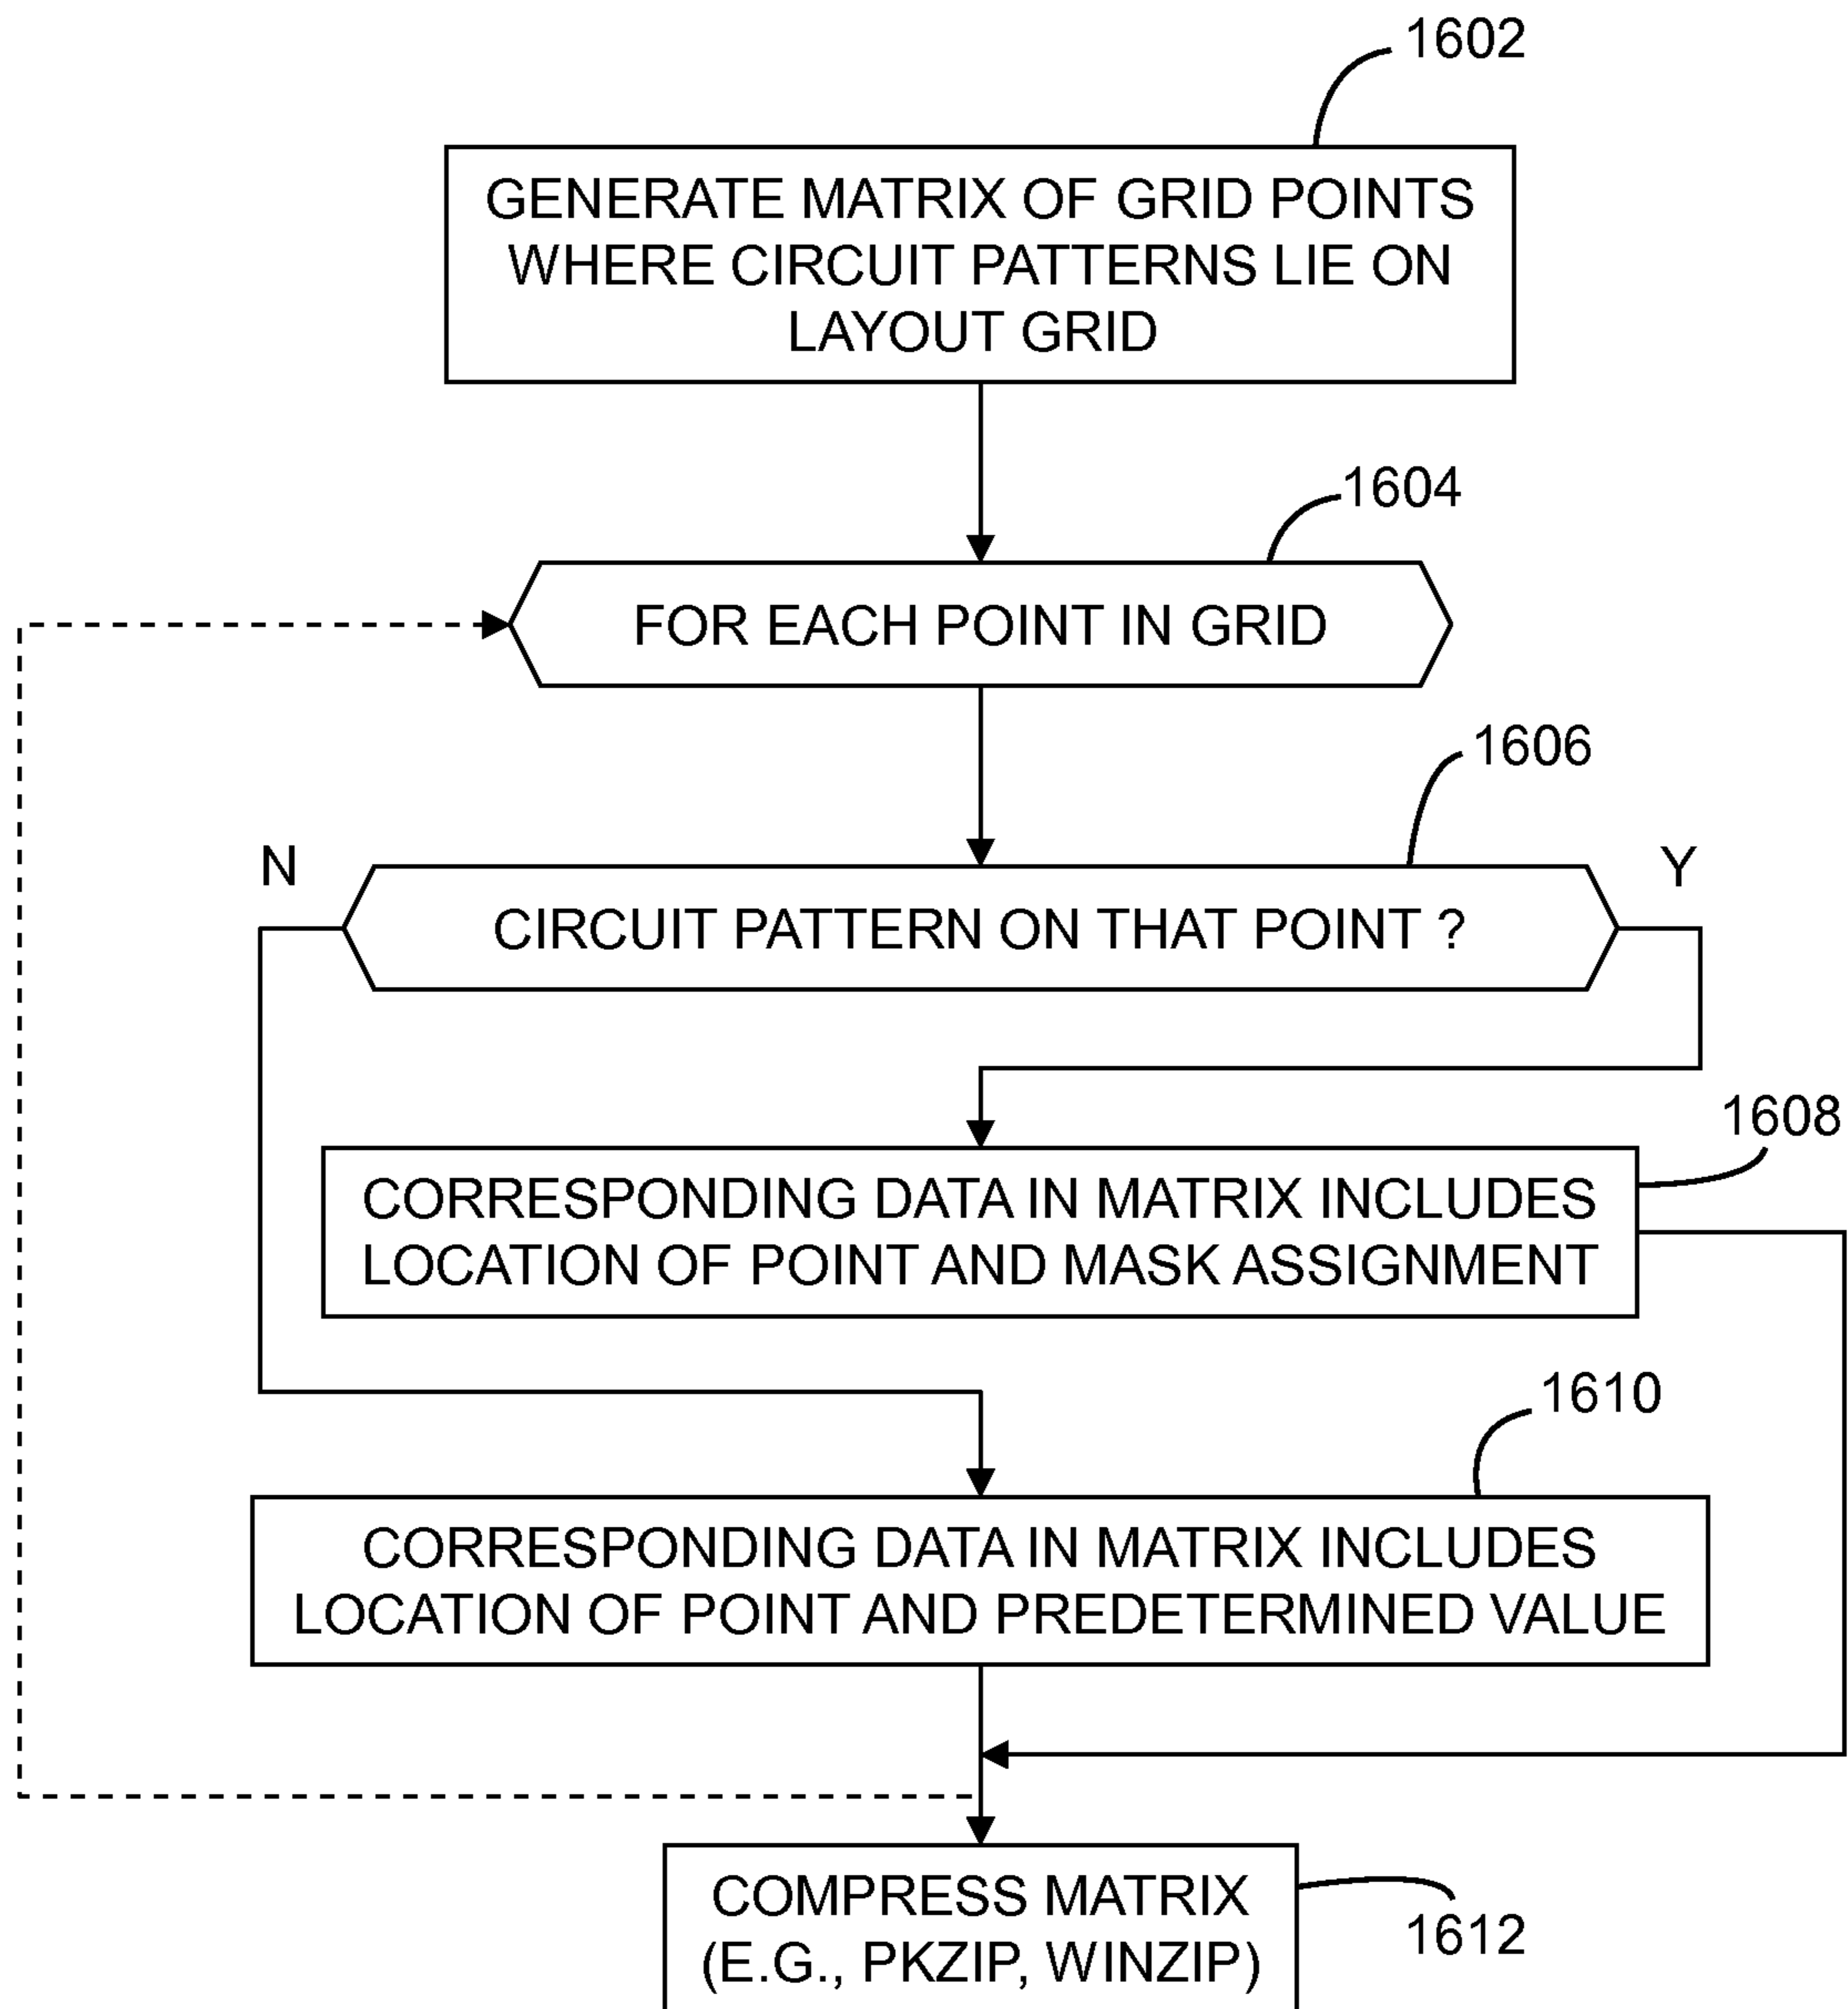 1602
GENERATE MATRIX OF GRID POINTS
WHERE CIRCUIT PATTERNS LIE ON
LAYOUT GRID
1604
FOR EACH POINT IN GRID
1606
N
Y
CIRCUIT PATTERN ON THAT POINT ?
1608
CORRESPONDING DATA IN MATRIX INCLUDES
LOCATION OF POINT AND MASK ASSIGNMENT
1610
CORRESPONDING DATA IN MATRIX INCLUDES
LOCATION OF POINT AND PREDETERMINED VALUE
COMPRESS MATRIX
(E.G., PKZIP, WINZIP)
1612